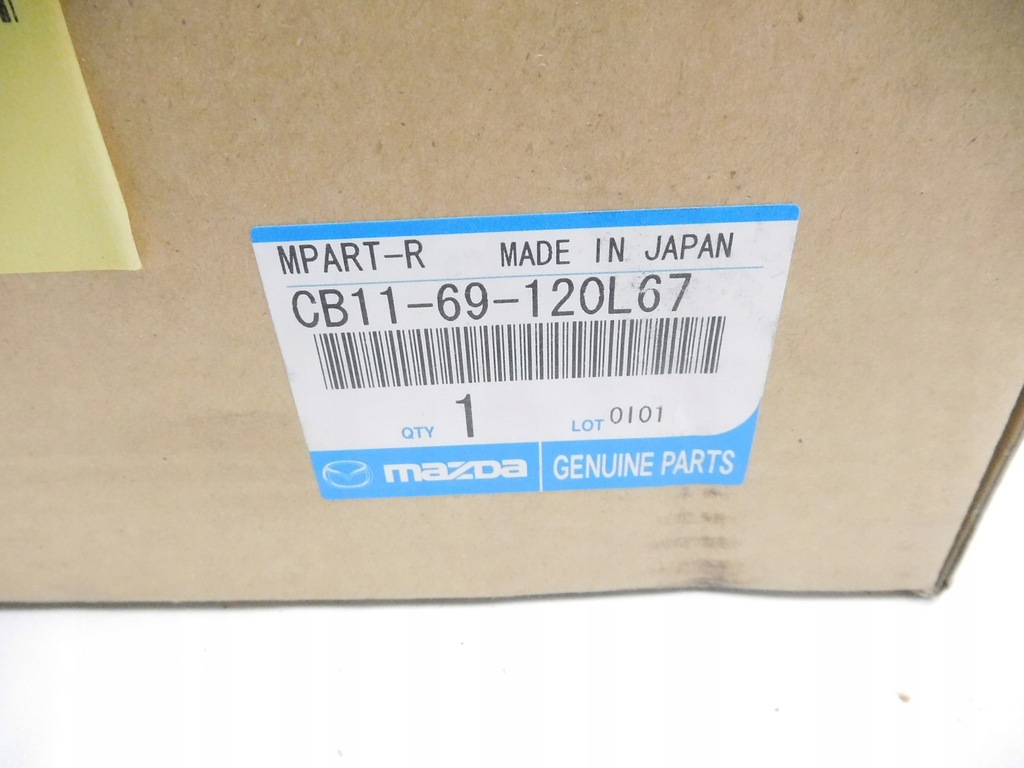 MPART-R MADE IN JAPAN
CB11-69-120L67
QTY 1 LOT 0101
mazda GENUINE PARTS